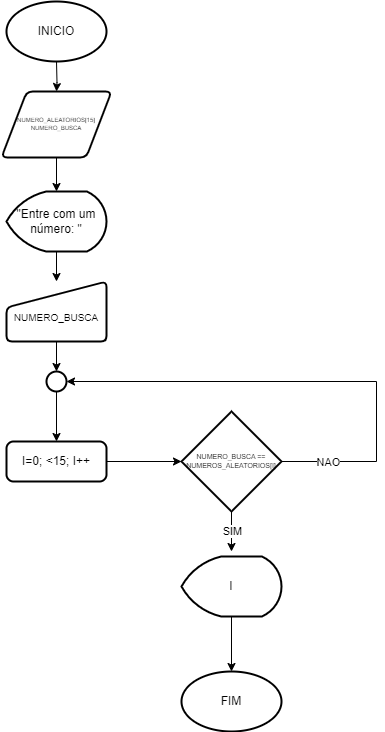 INICIO
NUMERO_ALEATORIOS[15]
NUMERO_BUSCA
"Entre com um
número: "
NUMERO_BUSCA
I=0; <15; I++
NUMERO_BUSCA ==
NUMEROS_ALEATORIOS[I]
NAO
SIM
I
FIM